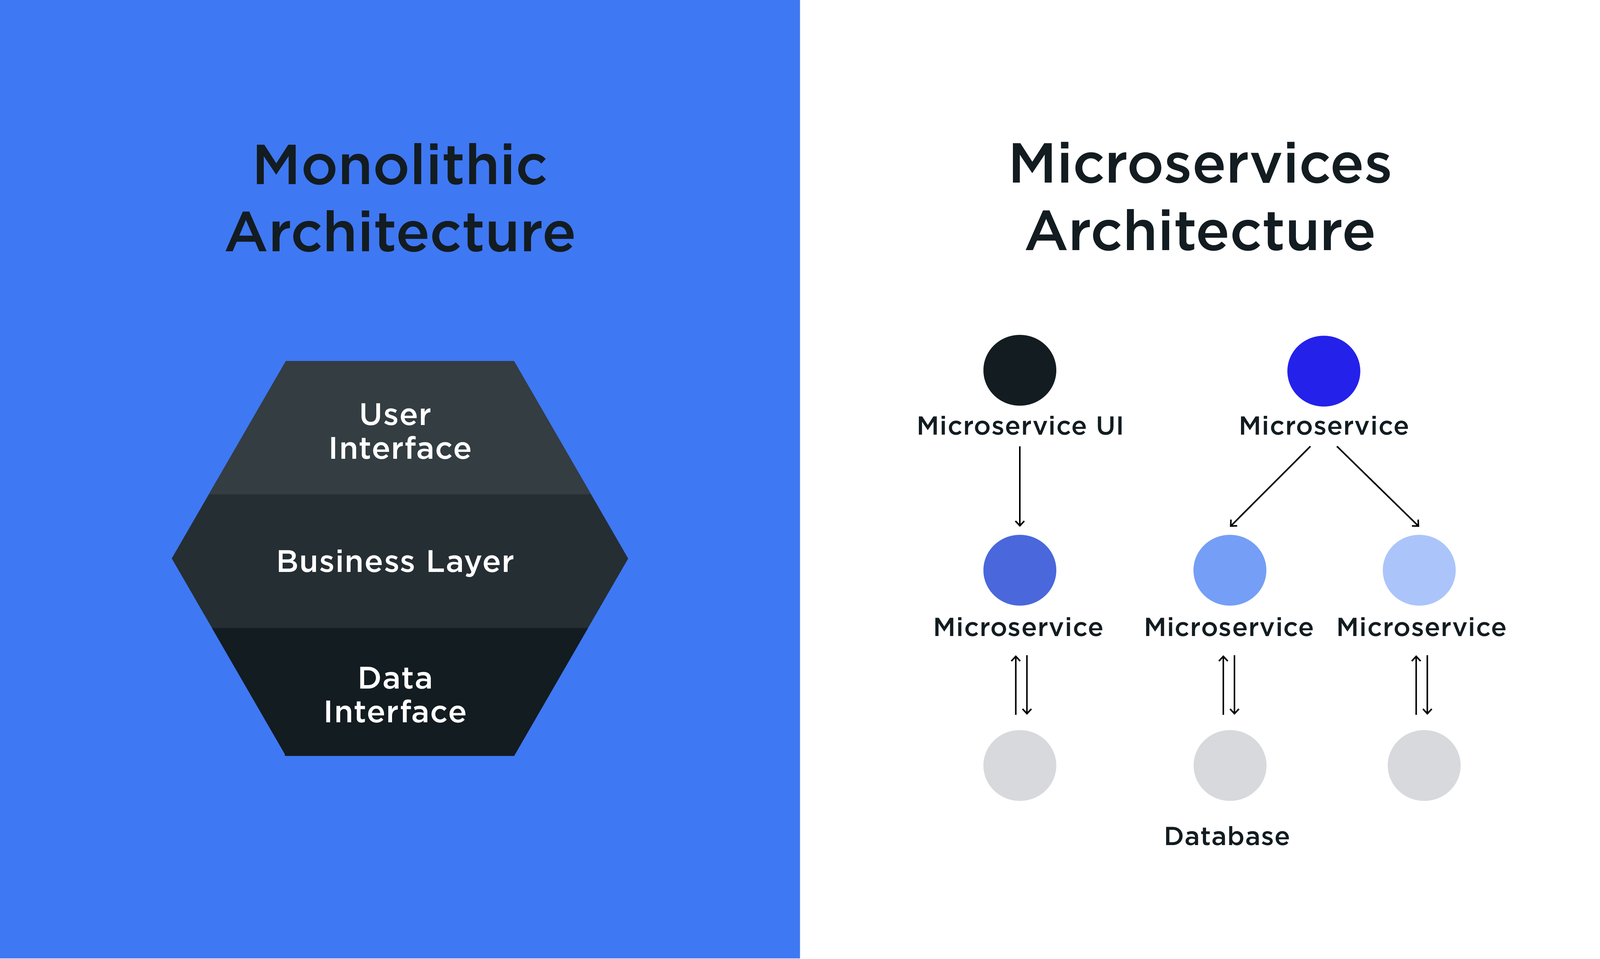 Monolithic
Architecture
User
Interface
Business Layer
Data
Interface
Microservices
Architecture
Microservice UI
Microservice
Microservice
Microservice
Microservice
Database